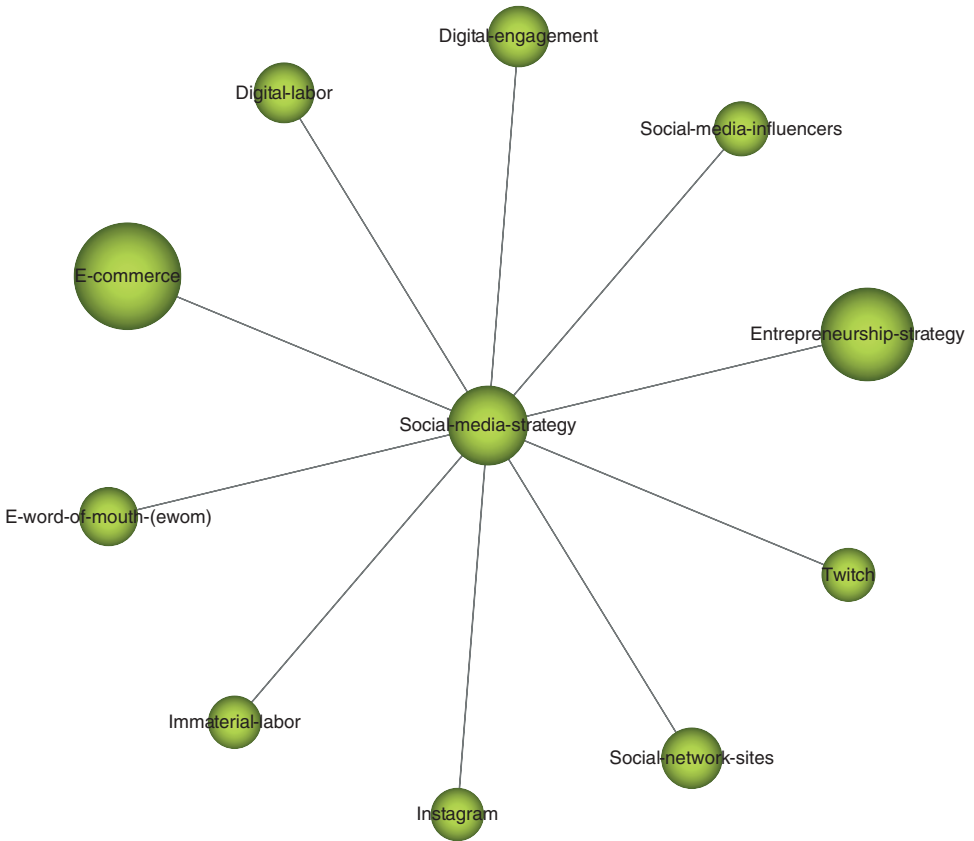 Digital-engagement
Digital-labor
Social-media-influencers
E-commerce
Entrepreneurship-strategy
Social-media-strategy
E-word-of-mouth-(ewom)
Twitch
Immaterial-labor
Social-network-sites
Instagram